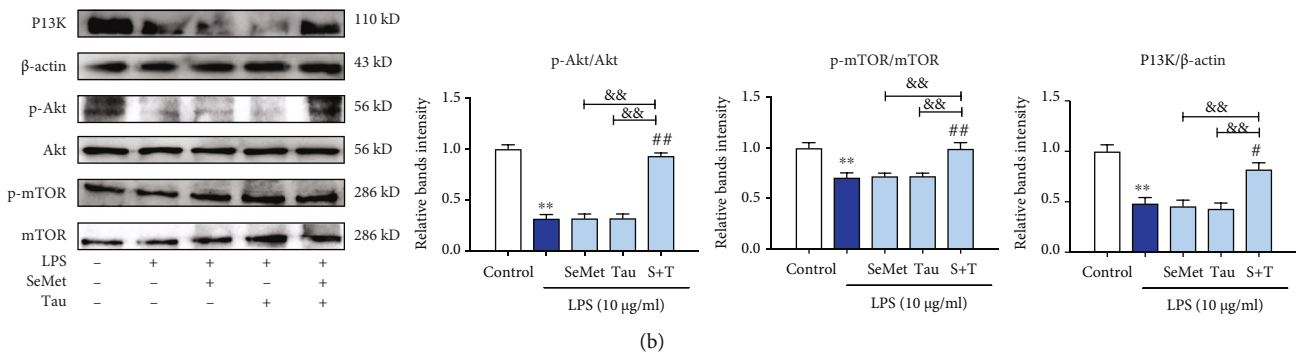 P13K 110 kD
β-actin 43 kD
p-Akt 56 kD
Akt 56 kD
p-mTOR 286 kD
mTOR 286 kD
LPS – + + + +
SeMet – – + – +
Tau – – – + +
p-Akt/Akt
Relative bands intensity
1.5
1.0
0.5
0.0
&&
&&
##
**
Control SeMet Tau S+T
LPS (10 μg/ml)
p-mTOR/mTOR
Relative bands intensity
1.5
1.0
0.5
0.0
&&
&&
##
**
Control SeMet Tau S+T
LPS (10 μg/ml)
P13K/β-actin
Relative bands intensity
1.5
1.0
0.5
0.0
&&
&&
#
**
Control SeMet Tau S+T
LPS (10 μg/ml)
(b)